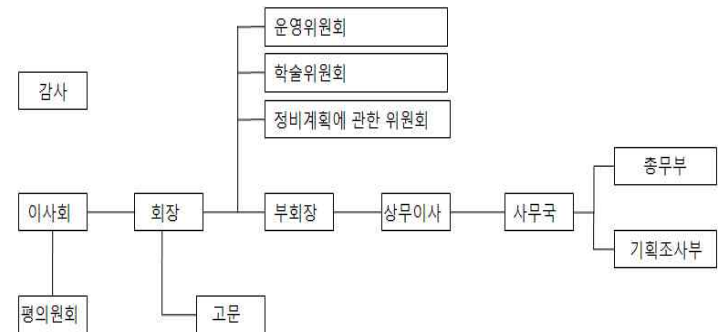 운영위원회
학술위원회
감사
정비계획에 관한 위원회
총무부
이사회
회장
부회장
상무이사
사무국
기획조사부
평의원회
고문